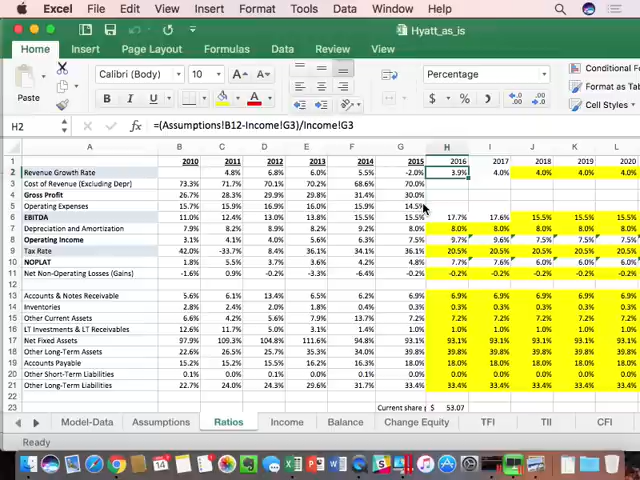 Excel File Edit View Insert Format Tools Data Window Help
Hyatt_as_is
Home Insert Page Layout Formulas Data Review View
Paste
Calibri (Body) 10 A A
B I U
Percentage
$ % )
Conditional Form
Format as Table
Cell Styles
H2 fx =(Assumptions!B12-Income!G3)/Income!G3
A B C D E F G H I J K L
1 2010 2011 2012 2013 2014 2015 2016 2017 2018 2019 2020
2 Revenue Growth Rate 4.8% 6.8% 6.0% 5.5% -2.0% 3.9% 4.0% 4.0% 4.0% 4.0%
3 Cost of Revenue (Excluding Depr) 73.3% 71.7% 70.1% 70.2% 68.6% 70.0%
4 Gross Profit 26.7% 28.3% 29.9% 29.8% 31.4% 30.0%
5 Operating Expenses 15.7% 15.9% 16.9% 16.0% 15.9% 14.5%
6 EBITDA 11.0% 12.4% 13.0% 13.8% 15.5% 15.5% 17.7% 17.6% 15.5% 15.5% 15.5%
7 Depreciation and Amortization 7.9% 8.2% 8.9% 8.2% 8.9% 8.0% 8.0% 8.0% 8.0% 8.0% 8.0%
8 Operating Income 3.1% 4.1% 4.0% 5.6% 6.6% 7.5% 9.7% 9.6% 7.5% 7.5% 7.5%
9 Tax Rate 42.0% -33.7% 8.4% 36.1% 36.1% 36.1% 20.5% 20.5% 20.5% 20.5% 20.5%
10 NOPLAT 1.8% 5.5% 3.7% 3.6% 4.2% 4.8% 7.7% 7.6% 6.0% 6.0% 6.0%
11 Net Non-Operating Losses (Gains) -1.6% 0.9% -0.2% -3.3% -6.4% -0.2% -0.2% -0.2% -0.2% -0.2% -0.2%
12
13 Accounts & Notes Receivable 5.6% 6.1% 13.4% 6.5% 6.2% 6.9% 6.9% 6.9% 6.9% 6.9% 6.9%
14 Inventories 2.8% 2.4% 2.0% 1.8% 0.4% 0.3% 0.3% 0.3% 0.3% 0.3% 0.3%
15 Other Current Assets 6.6% 4.2% 5.6% 7.9% 13.7% 7.2% 7.2% 7.2% 7.2% 7.2% 7.2%
16 LT Investments & LT Receivables 12.6% 11.7% 5.0% 3.1% 1.4% 1.0% 1.0% 1.0% 1.0% 1.0% 1.0%
17 Net Fixed Assets 97.9% 109.3% 104.8% 111.6% 94.8% 93.1% 93.1% 93.1% 93.1% 93.1% 93.1%
18 Other Long-Term Assets 22.6% 26.5% 25.7% 35.3% 34.0% 39.8% 39.8% 39.8% 39.8% 39.8% 39.8%
19 Accounts Payable 15.2% 15.2% 15.5% 16.2% 16.3% 18.0% 18.0% 18.0% 18.0% 18.0% 18.0%
20 Other Short-Term Liabilities 0.0% 0.0% 0.1% 0.0% 0.1% 0.0% 0.0% 0.0% 0.0% 0.0% 0.0%
21 Other Long-Term Liabilities 22.7% 24.0% 24.3% 29.6% 31.7% 33.4% 33.4% 33.4% 33.4% 33.4% 33.4%
23 Current share $ 53.07
Model-Data Assumptions Ratios Income Balance Change Equity TFI TII CFI
Ready